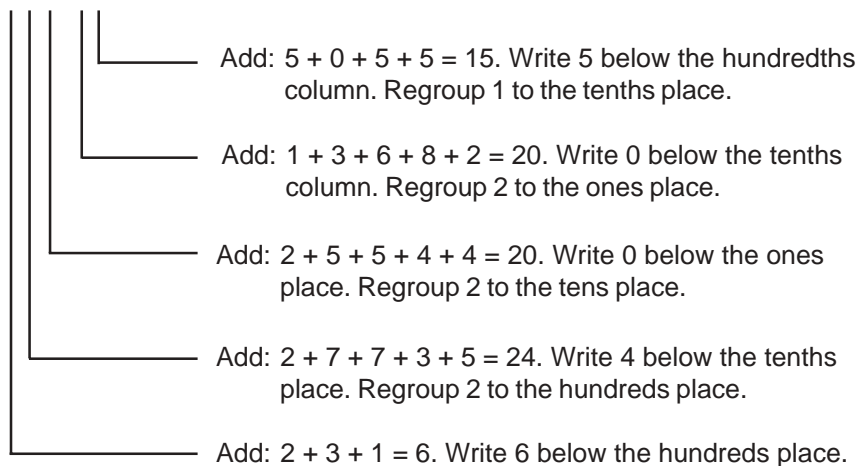 Add: 5 + 0 + 5 + 5 = 15. Write 5 below the hundredths
column. Regroup 1 to the tenths place.
Add: 1 + 3 + 6 + 8 + 2 = 20. Write 0 below the tenths
column. Regroup 2 to the ones place.
Add: 2 + 5 + 5 + 4 + 4 = 20. Write 0 below the ones
place. Regroup 2 to the tens place.
Add: 2 + 7 + 7 + 3 + 5 = 24. Write 4 below the tenths
place. Regroup 2 to the hundreds place.
Add: 2 + 3 + 1 = 6. Write 6 below the hundreds place.